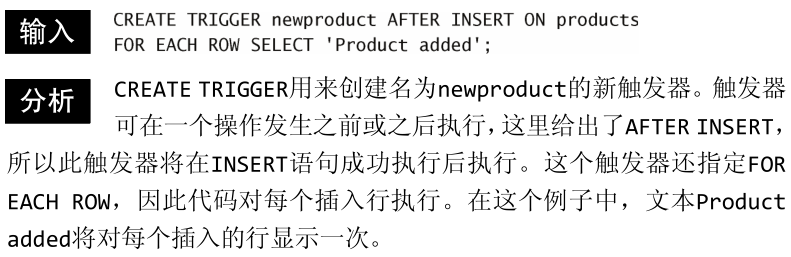 输入
CREATE TRIGGER newproduct AFTER INSERT ON products
FOR EACH ROW SELECT 'Product added';
分析
CREATE TRIGGER用来创建名为newproduct的新触发器。触发器
可在一个操作发生之前或之后执行，这里给出了AFTER INSERT，
所以此触发器将在INSERT语句成功执行后执行。这个触发器还指定FOR
EACH ROW，因此代码对每个插入行执行。在这个例子中，文本Product
added将对每个插入的行显示一次。